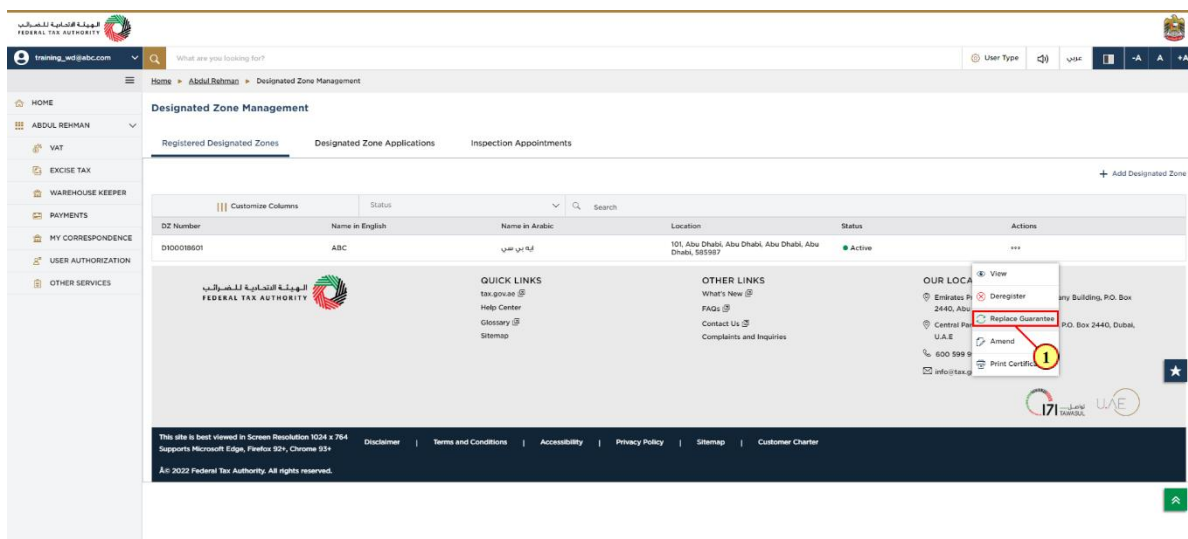 الهيئة الاتحادية للضرائب
FEDERAL TAX AUTHORITY
training_wd@abc.com
What are you looking for?
User Type
عربي
-A A +A
Home ► Abdul Rehman ► Designated Zone Management
HOME
ABDUL REHMAN
VAT
EXCISE TAX
WAREHOUSE KEEPER
PAYMENTS
MY CORRESPONDENCE
USER AUTHORIZATION
OTHER SERVICES
Designated Zone Management
Registered Designated Zones Designated Zone Applications Inspection Appointments
+ Add Designated Zone
Customize Columns Status Search
DZ Number Name in English Name in Arabic Location Status Actions
D100018601 ABC ايه بي سي 101, Abu Dhabi, Abu Dhabi, Abu Dhabi, Abu Dhabi, 585987 Active •••
View
Deregister
Replace Guarantee
Amend
Print Certific
1
الهيئة الاتحادية للضرائب
FEDERAL TAX AUTHORITY
QUICK LINKS
tax.gov.ae
Help Center
Glossary
Sitemap
OTHER LINKS
What's New
FAQs
Contact Us
Complaints and Inquiries
OUR LOCA
Emirates P any Building, P.O. Box
2440, Abu
Central Par P.O. Box 2440, Dubai,
U.A.E
600 599 9
info@tax.g
171 تواصل TAWASUL
UAE
This site is best viewed in Screen Resolution 1024 x 764
Supports Microsoft Edge, Firefox 92+, Chrome 93+
Disclaimer | Terms and Conditions | Accessibility | Privacy Policy | Sitemap | Customer Charter
Â© 2022 Federal Tax Authority. All rights reserved.